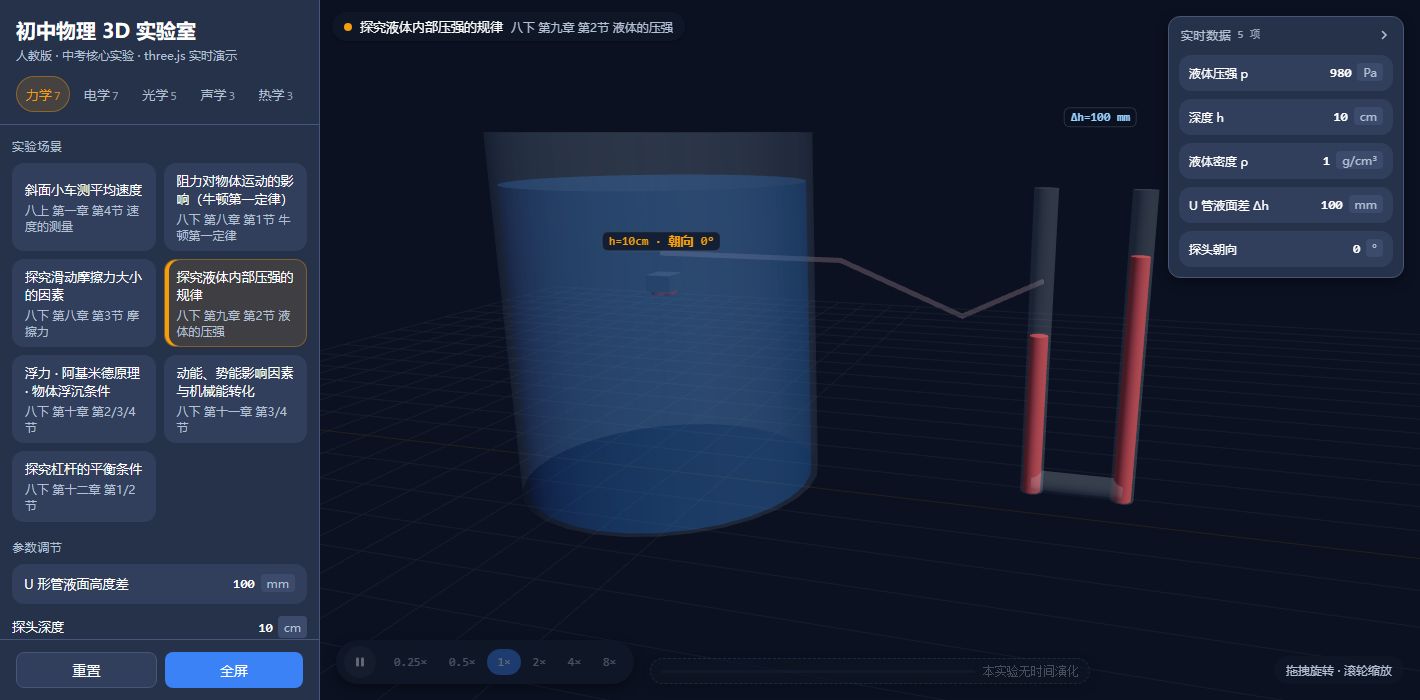 初中物理 3D 实验室
人教版 · 中考核心实验 · three.js 实时演示
力学 7 电学 7 光学 5 声学 3 热学 3
实验场景
斜面小车测平均速度
八上 第一章 第4节 速
度的测量
阻力对物体运动的影
响（牛顿第一定律）
八下 第八章 第1节 牛
顿第一定律
探究滑动摩擦力大小
的因素
八下 第八章 第3节 摩
擦力
探究液体内部压强的
规律
八下 第九章 第2节 液
体的压强
浮力 · 阿基米德原理
· 物体浮沉条件
八下 第十章 第2/3/4
节
动能、势能影响因素
与机械能转化
八下 第十一章 第3/4
节
探究杠杆的平衡条件
八下 第十二章 第1/2
节
参数调节
U 形管液面高度差 100 mm
探头深度 10 cm
重置 全屏
探究液体内部压强的规律 八下 第九章 第2节 液体的压强
h=10cm · 朝向 0°
Δh=100 mm
实时数据 5 项
液体压强 p 980 Pa
深度 h 10 cm
液体密度 ρ 1 g/cm³
U 管液面差 Δh 100 mm
探头朝向 0 °
0.25× 0.5× 1× 2× 4× 8×
本实验无时间演化
拖拽旋转 · 滚轮缩放